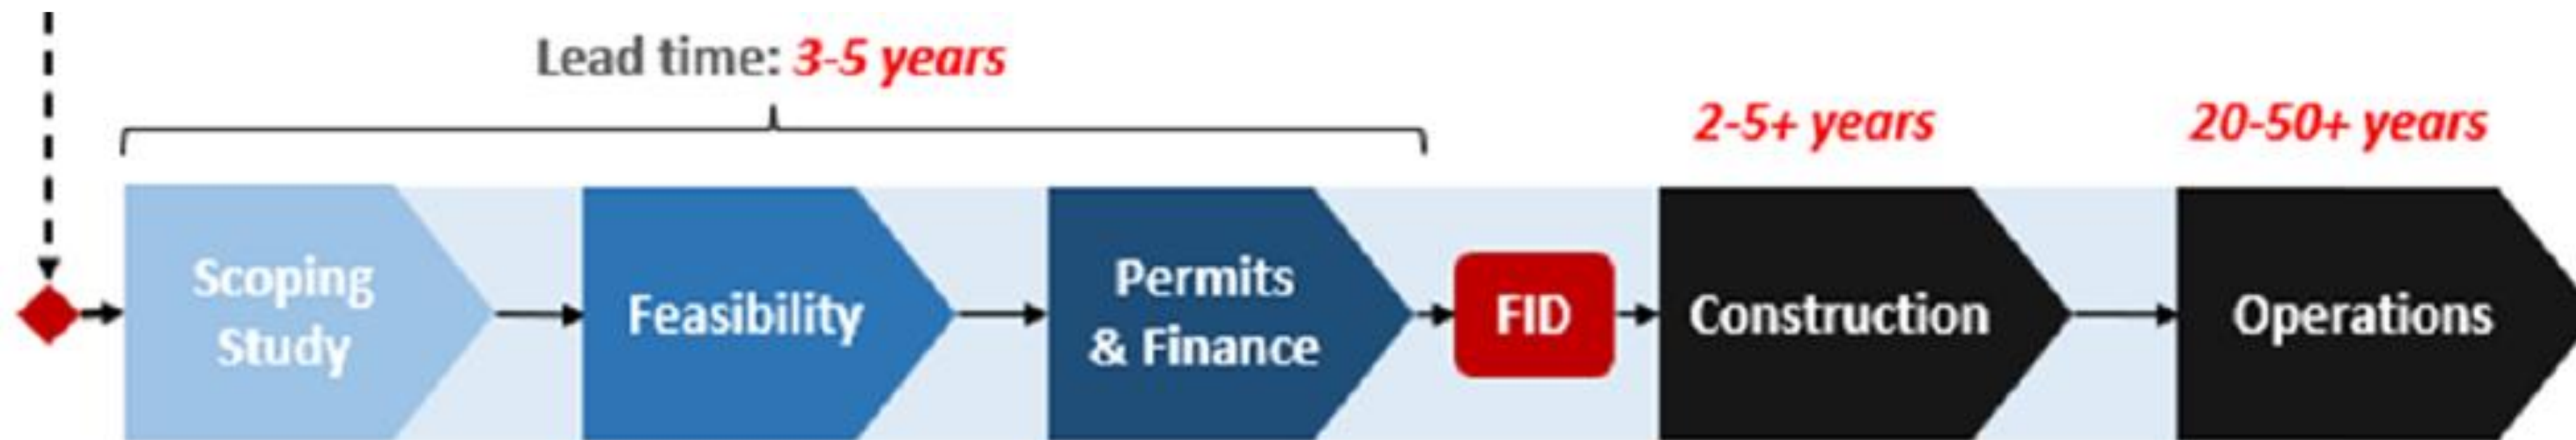 Lead time: 3-5 years
2-5+ years
20-50+ years
Scoping
Study
Feasibility
Permits
& Finance
FID
Construction
Operations